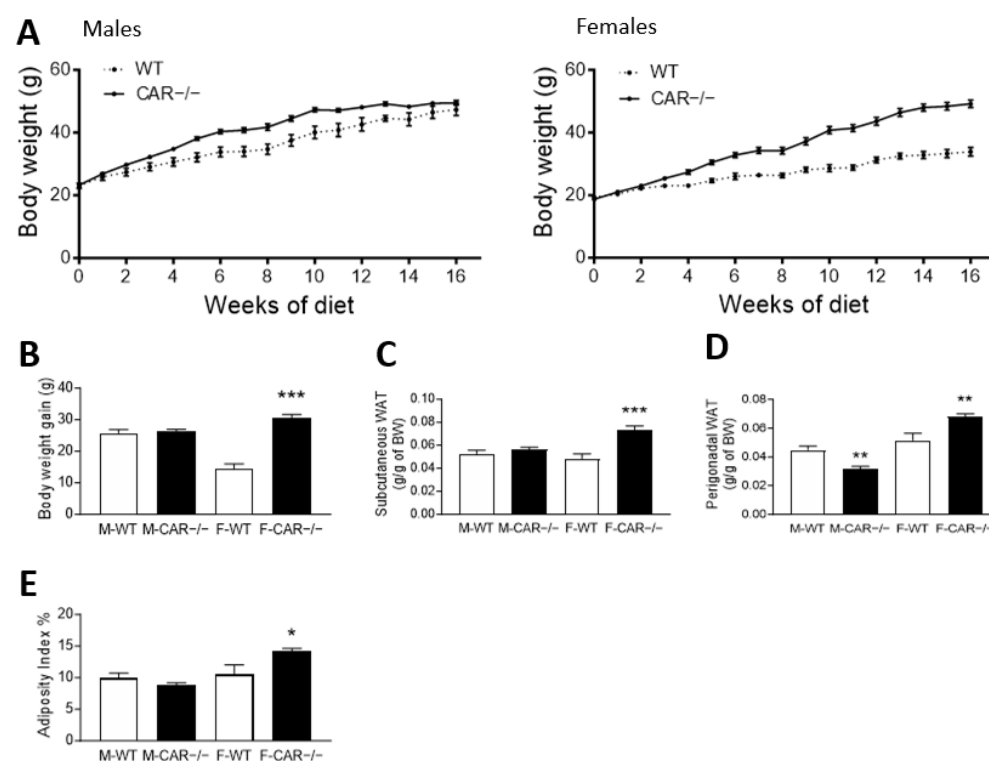 A Males Females
WT WT
CAR−/− CAR−/−
Body weight (g) Body weight (g)
60 60
40 40
20 20
0 0
0 2 4 6 8 10 12 14 16 0 2 4 6 8 10 12 14 16
Weeks of diet Weeks of diet
B
Body weight gain (g)
40
30
20
10
0
***
M-WT M-CAR−/− F-WT F-CAR−/−
C
Subcutaneous WAT
(g/g of BW)
0.10
0.08
0.06
0.04
0.02
0.00
***
M-WT M-CAR−/− F-WT F-CAR−/−
D
Perigonadal WAT
(g/g of BW)
0.08
0.06
0.04
0.02
0.00
**
**
M-WT M-CAR−/− F-WT F-CAR−/−
E
Adiposity Index %
20
15
10
5
0
*
M-WT M-CAR−/− F-WT F-CAR−/−